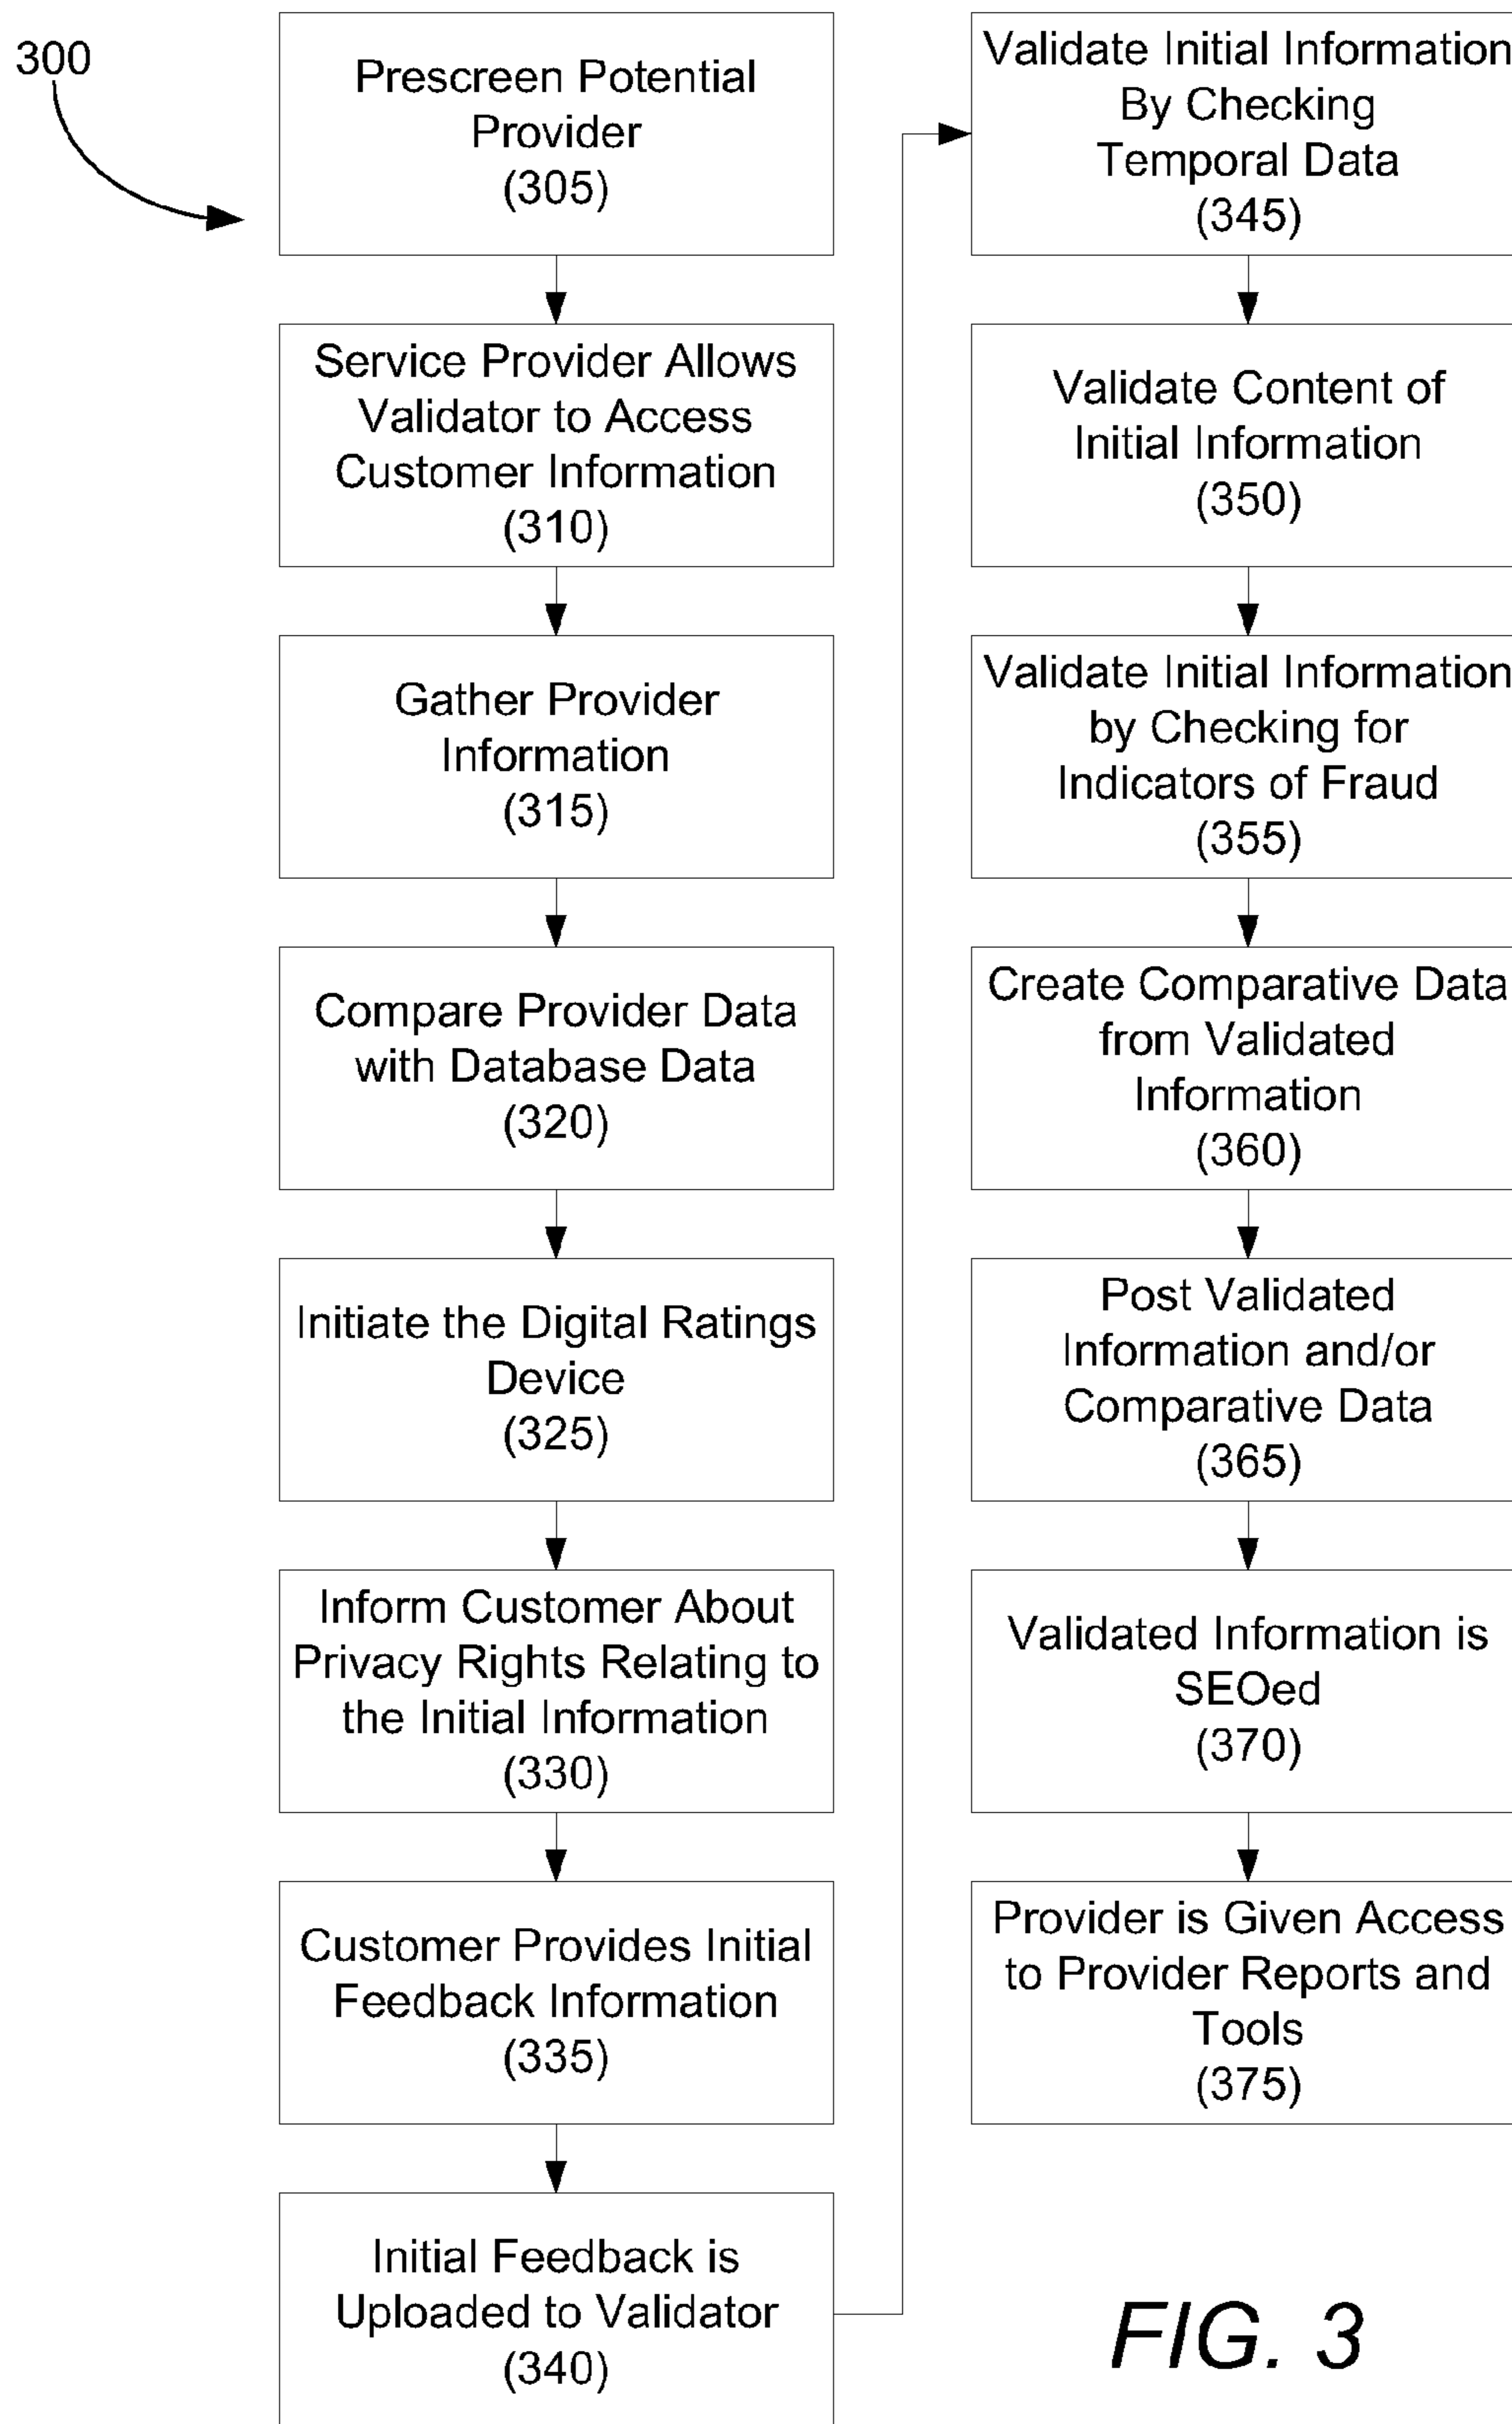 300
Prescreen Potential
Provider
(305)
Service Provider Allows
Validator to Access
Customer Information
(310)
Gather Provider
Information
(315)
Compare Provider Data
with Database Data
(320)
Initiate the Digital Ratings
Device
(325)
Inform Customer About
Privacy Rights Relating to
the Initial Information
(330)
Customer Provides Initial
Feedback Information
(335)
Initial Feedback is
Uploaded to Validator
(340)
Validate Initial Information
By Checking
Temporal Data
(345)
Validate Content of
Initial Information
(350)
Validate Initial Information
by Checking for
Indicators of Fraud
(355)
Create Comparative Data
from Validated
Information
(360)
Post Validated
Information and/or
Comparative Data
(365)
Validated Information is
SEOed
(370)
Provider is Given Access
to Provider Reports and
Tools
(375)
FIG. 3